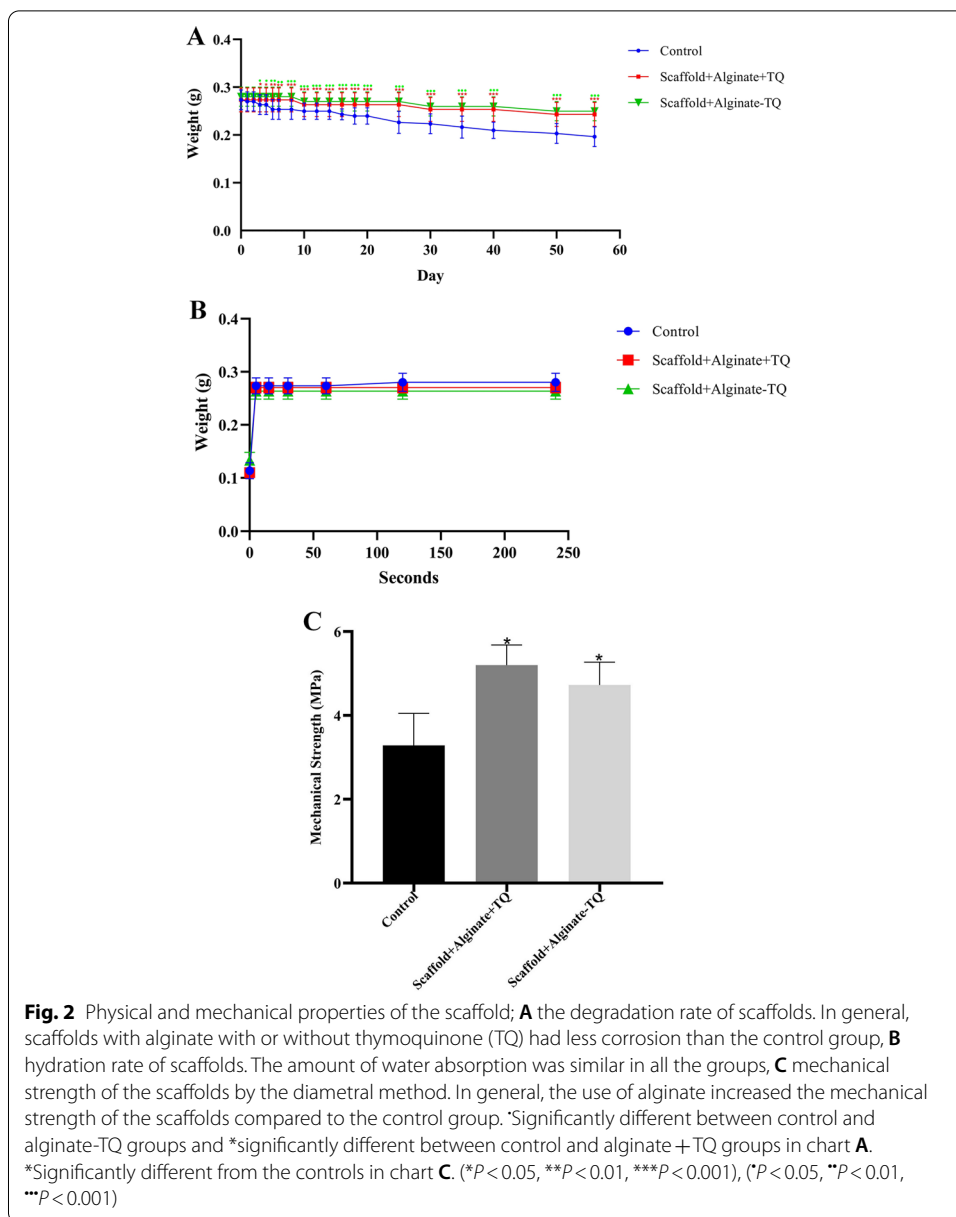 A
0.4
0.3
0.2
0.1
0.0
Weight (g)
0 10 20 30 40 50 60
Day
Control
Scaffold+Alginate+TQ
Scaffold+Alginate-TQ
B
0.4
0.3
0.2
0.1
0.0
Weight (g)
0 50 100 150 200 250
Seconds
Control
Scaffold+Alginate+TQ
Scaffold+Alginate-TQ
C
6
4
2
0
Mechanical Strength (MPa)
* *
Control
Scaffold+Alginate+TQ
Scaffold+Alginate-TQ
Fig. 2 Physical and mechanical properties of the scaffold; A the degradation rate of scaffolds. In general,
scaffolds with alginate with or without thymoquinone (TQ) had less corrosion than the control group, B
hydration rate of scaffolds. The amount of water absorption was similar in all the groups, C mechanical
strength of the scaffolds by the diametral method. In general, the use of alginate increased the mechanical
strength of the scaffolds compared to the control group. •Significantly different between control and
alginate-TQ groups and *significantly different between control and alginate + TQ groups in chart A.
*Significantly different from the controls in chart C. (*P < 0.05, **P < 0.01, ***P < 0.001), (•P < 0.05, ••P < 0.01,
•••P < 0.001)